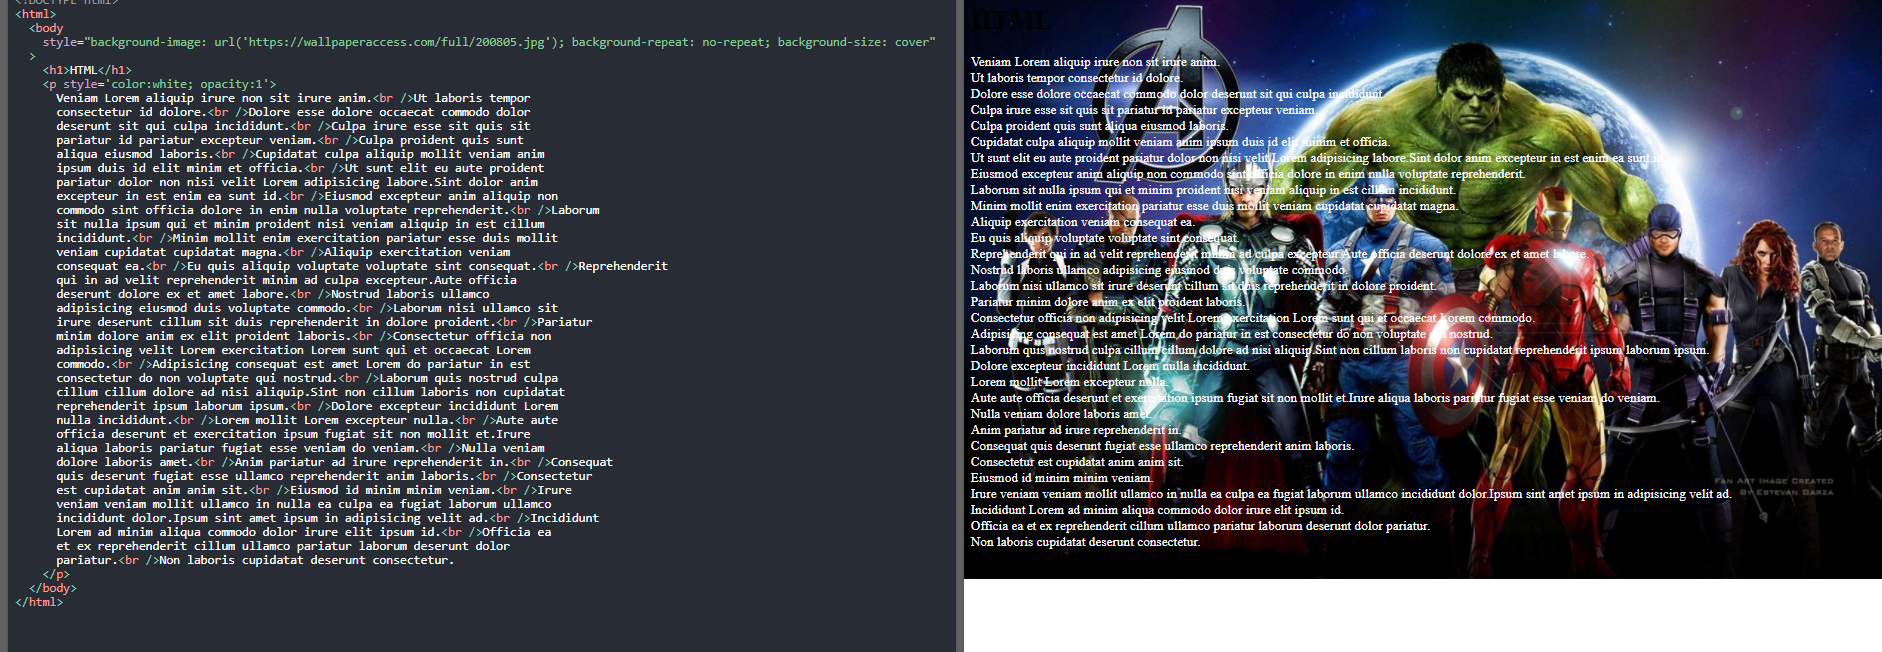 <!DOCTYPE html>
<html>
<body
style="background-image: url('https://wallpaperaccess.com/full/200805.jpg'); background-repeat: no-repeat; background-size: cover"
>
<h1>HTML</h1>
<p style='color:white; opacity:1'>
Veniam Lorem aliquip irure non sit irure anim.<br />Ut laboris tempor
consectetur id dolore.<br />Dolore esse dolore occaecat commodo dolor
deserunt sit qui culpa incididunt.<br />Culpa irure esse sit quis sit
pariatur id pariatur excepteur veniam.<br />Culpa proident quis sunt
aliqua eiusmod laboris.<br />Cupidatat culpa aliquip mollit veniam anim
ipsum duis id elit minim et officia.<br />Ut sunt elit eu aute proident
pariatur dolor non nisi velit Lorem adipisicing labore.Sint dolor anim
excepteur in est enim ea sunt id.<br />Eiusmod excepteur anim aliquip non
commodo sint officia dolore in enim nulla voluptate reprehenderit.<br />Laborum
sit nulla ipsum qui et minim proident nisi veniam aliquip in est cillum
incididunt.<br />Minim mollit enim exercitation pariatur esse duis mollit
veniam cupidatat cupidatat magna.<br />Aliquip exercitation veniam
consequat ea.<br />Eu quis aliquip voluptate voluptate sint consequat.<br />Reprehenderit
qui in ad velit reprehenderit minim ad culpa excepteur.Aute officia
deserunt dolore ex et amet labore.<br />Nostrud laboris ullamco
adipisicing eiusmod duis voluptate commodo.<br />Laborum nisi ullamco sit
irure deserunt cillum sit duis reprehenderit in dolore proident.<br />Pariatur
minim dolore anim ex elit proident laboris.<br />Consectetur officia non
adipisicing velit Lorem exercitation Lorem sunt qui et occaecat Lorem
commodo.<br />Adipisicing consequat est amet Lorem do pariatur in est
consectetur do non voluptate qui nostrud.<br />Laborum quis nostrud culpa
cillum cillum dolore ad nisi aliquip.Sint non cillum laboris non cupidatat
reprehenderit ipsum laborum ipsum.<br />Dolore excepteur incididunt Lorem
nulla incididunt.<br />Lorem mollit Lorem excepteur nulla.<br />Aute aute
officia deserunt et exercitation ipsum fugiat sit non mollit et.Irure
aliqua laboris pariatur fugiat esse veniam do veniam.<br />Nulla veniam
dolore laboris amet.<br />Anim pariatur ad irure reprehenderit in.<br />Consequat
quis deserunt fugiat esse ullamco reprehenderit anim laboris.<br />Consectetur
est cupidatat anim anim sit.<br />Eiusmod id minim minim veniam.<br />Irure
veniam veniam mollit ullamco in nulla ea culpa ea fugiat laborum ullamco
incididunt dolor.Ipsum sint amet ipsum in adipisicing velit ad.<br />Incididunt
Lorem ad minim aliqua commodo dolor irure elit ipsum id.<br />Officia ea
et ex reprehenderit cillum ullamco pariatur laborum deserunt dolor
pariatur.<br />Non laboris cupidatat deserunt consectetur.
</p>
</body>
</html>
HTML
Veniam Lorem aliquip irure non sit irure anim.
Ut laboris tempor consectetur id dolore.
Dolore esse dolore occaecat commodo dolor deserunt sit qui culpa incididunt.
Culpa irure esse sit quis sit pariatur id pariatur excepteur veniam.
Culpa proident quis sunt aliqua eiusmod laboris.
Cupidatat culpa aliquip mollit veniam anim ipsum duis id elit minim et officia.
Ut sunt elit eu aute proident pariatur dolor non nisi velit Lorem adipisicing labore.Sint dolor anim excepteur in est enim ea sunt id.
Eiusmod excepteur anim aliquip non commodo sint officia dolore in enim nulla voluptate reprehenderit.
Laborum sit nulla ipsum qui et minim proident nisi veniam aliquip in est cillum incididunt.
Minim mollit enim exercitation pariatur esse duis mollit veniam cupidatat cupidatat magna.
Aliquip exercitation veniam consequat ea.
Eu quis aliquip voluptate voluptate sint consequat.
Reprehenderit qui in ad velit reprehenderit minim ad culpa excepteur.Aute officia deserunt dolore ex et amet labore.
Nostrud laboris ullamco adipisicing eiusmod duis voluptate commodo.
Laborum nisi ullamco sit irure deserunt cillum sit duis reprehenderit in dolore proident.
Pariatur minim dolore anim ex elit proident laboris.
Consectetur officia non adipisicing velit Lorem exercitation Lorem sunt qui et occaecat Lorem commodo.
Adipisicing consequat est amet Lorem do pariatur in est consectetur do non voluptate qui nostrud.
Laborum quis nostrud culpa cillum cillum dolore ad nisi aliquip.Sint non cillum laboris non cupidatat reprehenderit ipsum laborum ipsum.
Dolore excepteur incididunt Lorem nulla incididunt.
Lorem mollit Lorem excepteur nulla.
Aute aute officia deserunt et exercitation ipsum fugiat sit non mollit et.Irure aliqua laboris pariatur fugiat esse veniam do veniam.
Nulla veniam dolore laboris amet.
Anim pariatur ad irure reprehenderit in.
Consequat quis deserunt fugiat esse ullamco reprehenderit anim laboris.
Consectetur est cupidatat anim anim sit.
Eiusmod id minim minim veniam.
Irure veniam veniam mollit ullamco in nulla ea culpa ea fugiat laborum ullamco incididunt dolor.Ipsum sint amet ipsum in adipisicing velit ad.
Incididunt Lorem ad minim aliqua commodo dolor irure elit ipsum id.
Officia ea et ex reprehenderit cillum ullamco pariatur laborum deserunt dolor pariatur.
Non laboris cupidatat deserunt consectetur.
FAN ART IMAGE CREATED
BY ESTEVAN GARZA